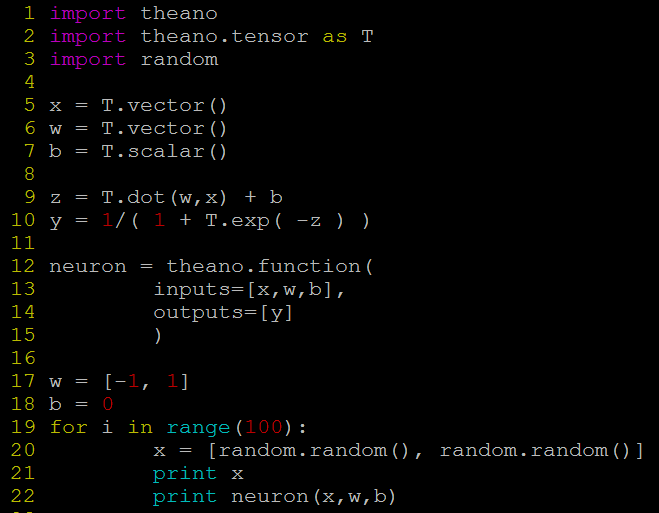 1 import theano
2 import theano.tensor as T
3 import random
4
5 x = T.vector()
6 w = T.vector()
7 b = T.scalar()
8
9 z = T.dot(w,x) + b
10 y = 1/( 1 + T.exp( -z ) )
11
12 neuron = theano.function(
13         inputs=[x,w,b],
14         outputs=[y]
15         )
16
17 w = [-1, 1]
18 b = 0
19 for i in range(100):
20         x = [random.random(), random.random()]
21         print x
22         print neuron(x,w,b)